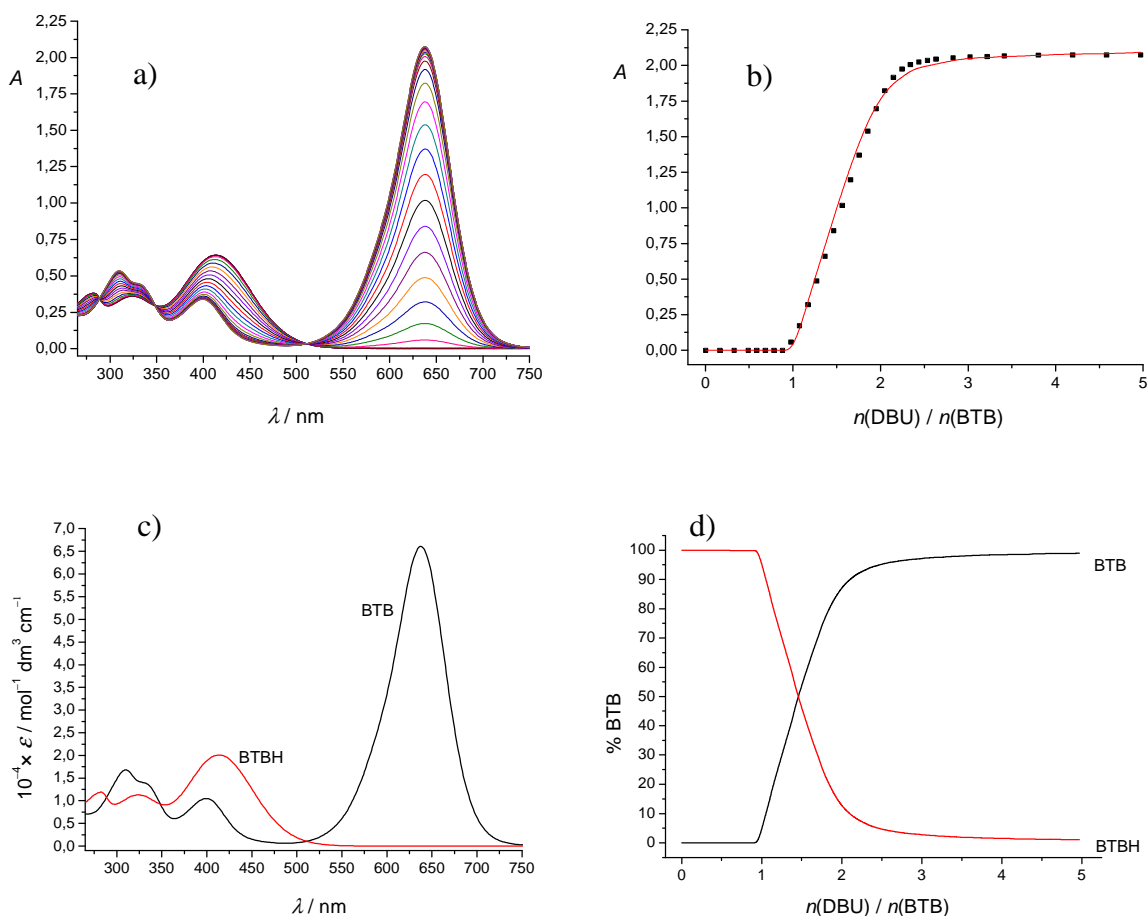 a)
A
2,25
2,00
1,75
1,50
1,25
1,00
0,75
0,50
0,25
0,00
300 350 400 450 500 550 600 650 700 750
λ / nm
b)
A
2,25
2,00
1,75
1,50
1,25
1,00
0,75
0,50
0,25
0,00
0 1 2 3 4 5
n(DBU) / n(BTB)
c)
10⁻⁴ × ε / mol⁻¹ dm³ cm⁻¹
7,0
6,5
6,0
5,5
5,0
4,5
4,0
3,5
3,0
2,5
2,0
1,5
1,0
0,5
0,0
BTB
BTBH
300 350 400 450 500 550 600 650 700 750
λ / nm
d)
% BTB
100
90
80
70
60
50
40
30
20
10
0
BTB
BTBH
0 1 2 3 4 5
n(DBU) / n(BTB)